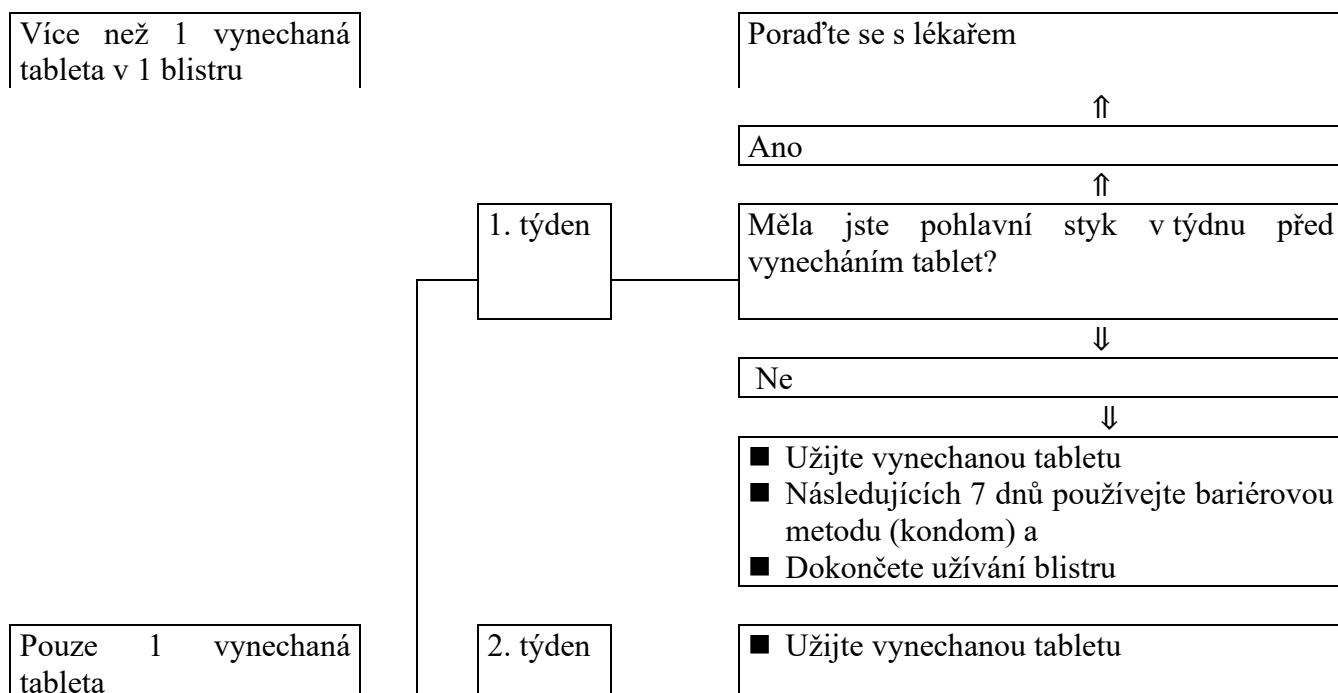 Více než 1 vynechaná
tableta v 1 blistru
Poraďte se s lékařem
⇑
Ano
⇑
1. týden
Měla jste pohlavní styk v týdnu před
vynecháním tablet?
⇓
Ne
⇓
■ Užijte vynechanou tabletu
■ Následujících 7 dnů používejte bariérovou
metodu (kondom) a
■ Dokončete užívání blistru
Pouze 1 vynechaná
tableta
2. týden
■ Užijte vynechanou tabletu